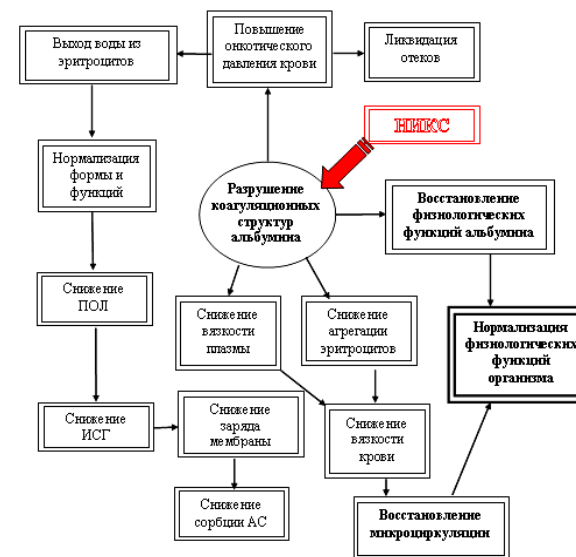 Выход воды из
эритроцитов
Повышение
онкотического
давления крови
Ликвидация
отеков
НИКС
Нормализация
формы и
функций
Разрушение
коагуляционных
структур
альбумина
Восстановление
физиологических
функций альбумина
Снижение
ПОЛ
Снижение
вязкости
плазмы
Снижение
агрегации
эритроцитов
Нормализация
физиологических
функций
организма
Снижение
ИСГ
Снижение
заряда
мембраны
Снижение
вязкости
крови
Снижение
сорбции АС
Восстановление
микроциркуляции